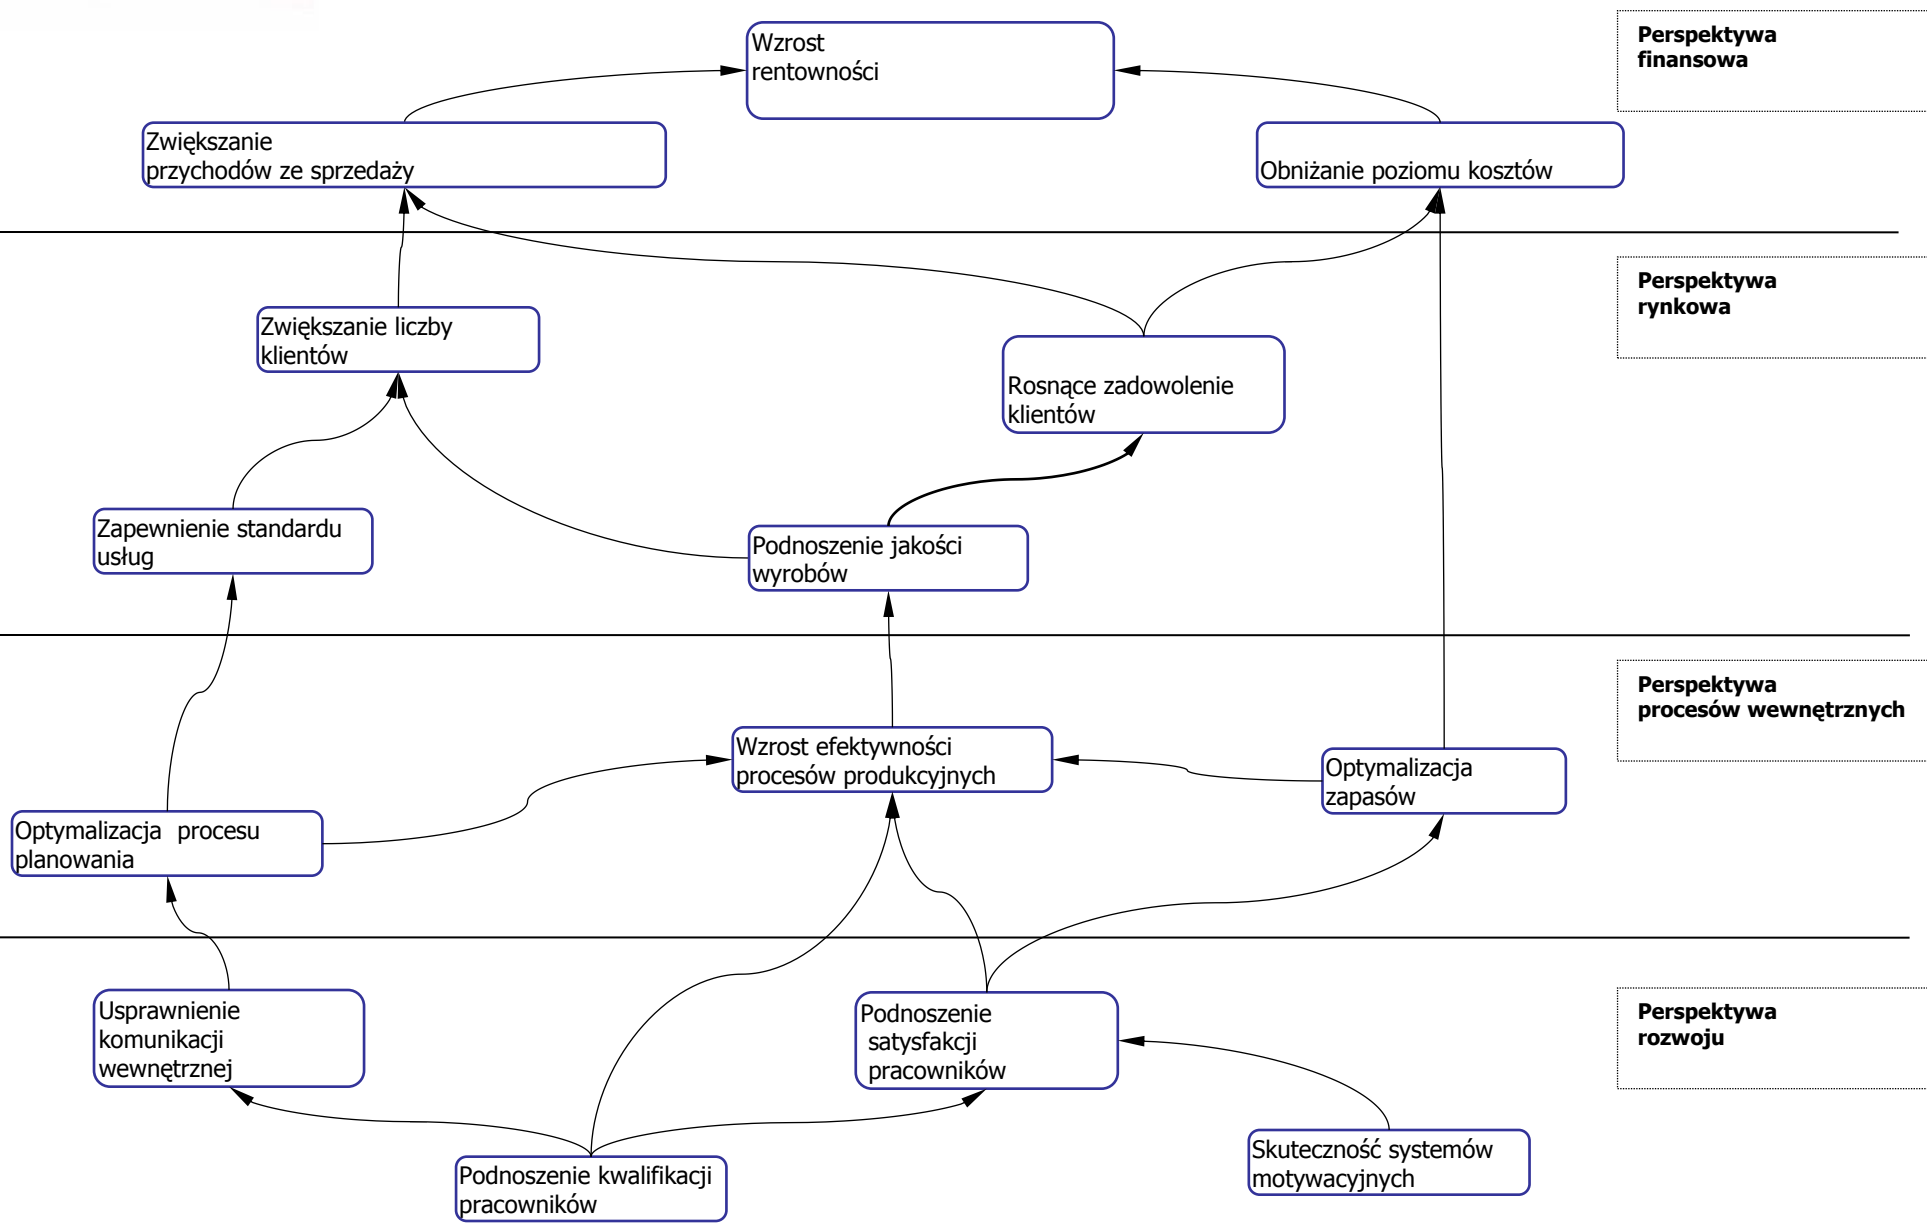 Wzrost
rentowności
Perspektywa
finansowa
Zwiększanie
przychodów ze sprzedaży
Obniżanie poziomu kosztów
Perspektywa
rynkowa
Zwiększanie liczby
klientów
Rosnące zadowolenie
klientów
Zapewnienie standardu
usług
Podnoszenie jakości
wyrobów
Perspektywa
procesów wewnętrznych
Wzrost efektywności
procesów produkcyjnych
Optymalizacja
zapasów
Optymalizacja procesu
planowania
Usprawnienie
komunikacji
wewnętrznej
Podnoszenie
satysfakcji
pracowników
Perspektywa
rozwoju
Podnoszenie kwalifikacji
pracowników
Skuteczność systemów
motywacyjnych